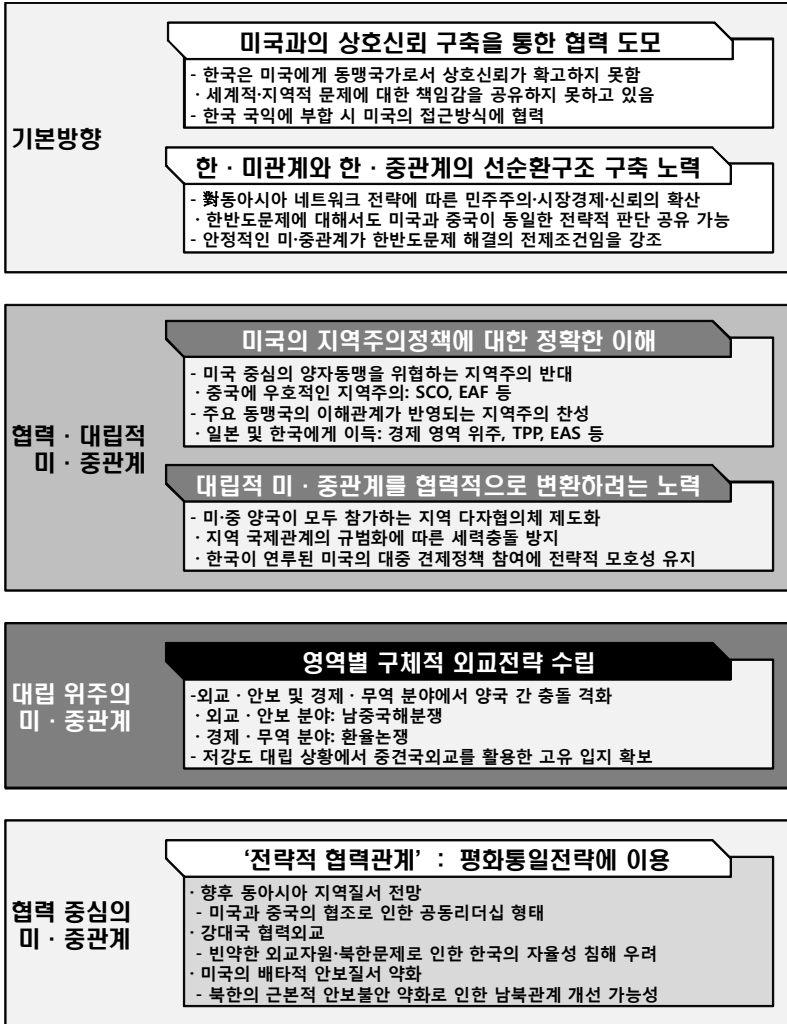 기본방향
미국과의 상호신뢰 구축을 통한 협력 도모
- 한국은 미국에게 동맹국가로서 상호신뢰가 확고하지 못함
· 세계적·지역적 문제에 대한 책임감을 공유하지 못하고 있음
- 한국 국익에 부합 시 미국의 접근방식에 협력
한 · 미관계와 한 · 중관계의 선순환구조 구축 노력
- 對동아시아 네트워크 전략에 따른 민주주의·시장경제·신뢰의 확산
· 한반도문제에 대해서도 미국과 중국이 동일한 전략적 판단 공유 가능
- 안정적인 미·중관계가 한반도문제 해결의 전제조건임을 강조
협력 · 대립적
미 · 중관계
미국의 지역주의정책에 대한 정확한 이해
- 미국 중심의 양자동맹을 위협하는 지역주의 반대
· 중국에 우호적인 지역주의: SCO, EAF 등
- 주요 동맹국의 이해관계가 반영되는 지역주의 찬성
· 일본 및 한국에게 이득: 경제 영역 위주, TPP, EAS 등
대립적 미 · 중관계를 협력적으로 변환하려는 노력
- 미·중 양국이 모두 참가하는 지역 다자협의체 제도화
· 지역 국제관계의 규범화에 따른 세력충돌 방지
· 한국이 연루된 미국의 대중 견제정책 참여에 전략적 모호성 유지
대립 위주의
미 · 중관계
영역별 구체적 외교전략 수립
-외교 · 안보 및 경제 · 무역 분야에서 양국 간 충돌 격화
· 외교 · 안보 분야: 남중국해분쟁
· 경제 · 무역 분야: 환율논쟁
- 저강도 대립 상황에서 중견국외교를 활용한 고유 입지 확보
협력 중심의
미 · 중관계
‘전략적 협력관계’ : 평화통일전략에 이용
· 향후 동아시아 지역질서 전망
- 미국과 중국의 협조로 인한 공동리더십 형태
· 강대국 협력외교
- 빈약한 외교자원·북한문제로 인한 한국의 자율성 침해 우려
· 미국의 배타적 안보질서 약화
- 북한의 근본적 안보불안 약화로 인한 남북관계 개선 가능성